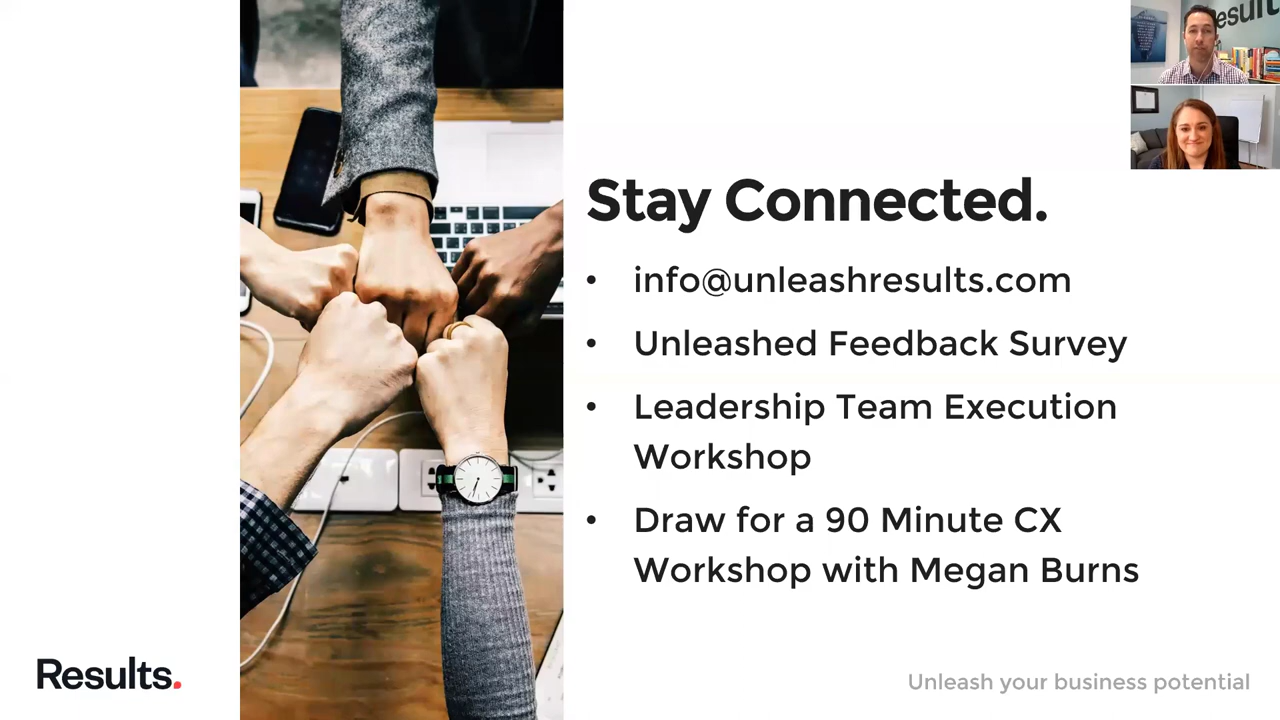 Stay Connected.
• info@unleashresults.com
• Unleashed Feedback Survey
• Leadership Team Execution
Workshop
• Draw for a 90 Minute CX
Workshop with Megan Burns
Results.
Unleash your business potential